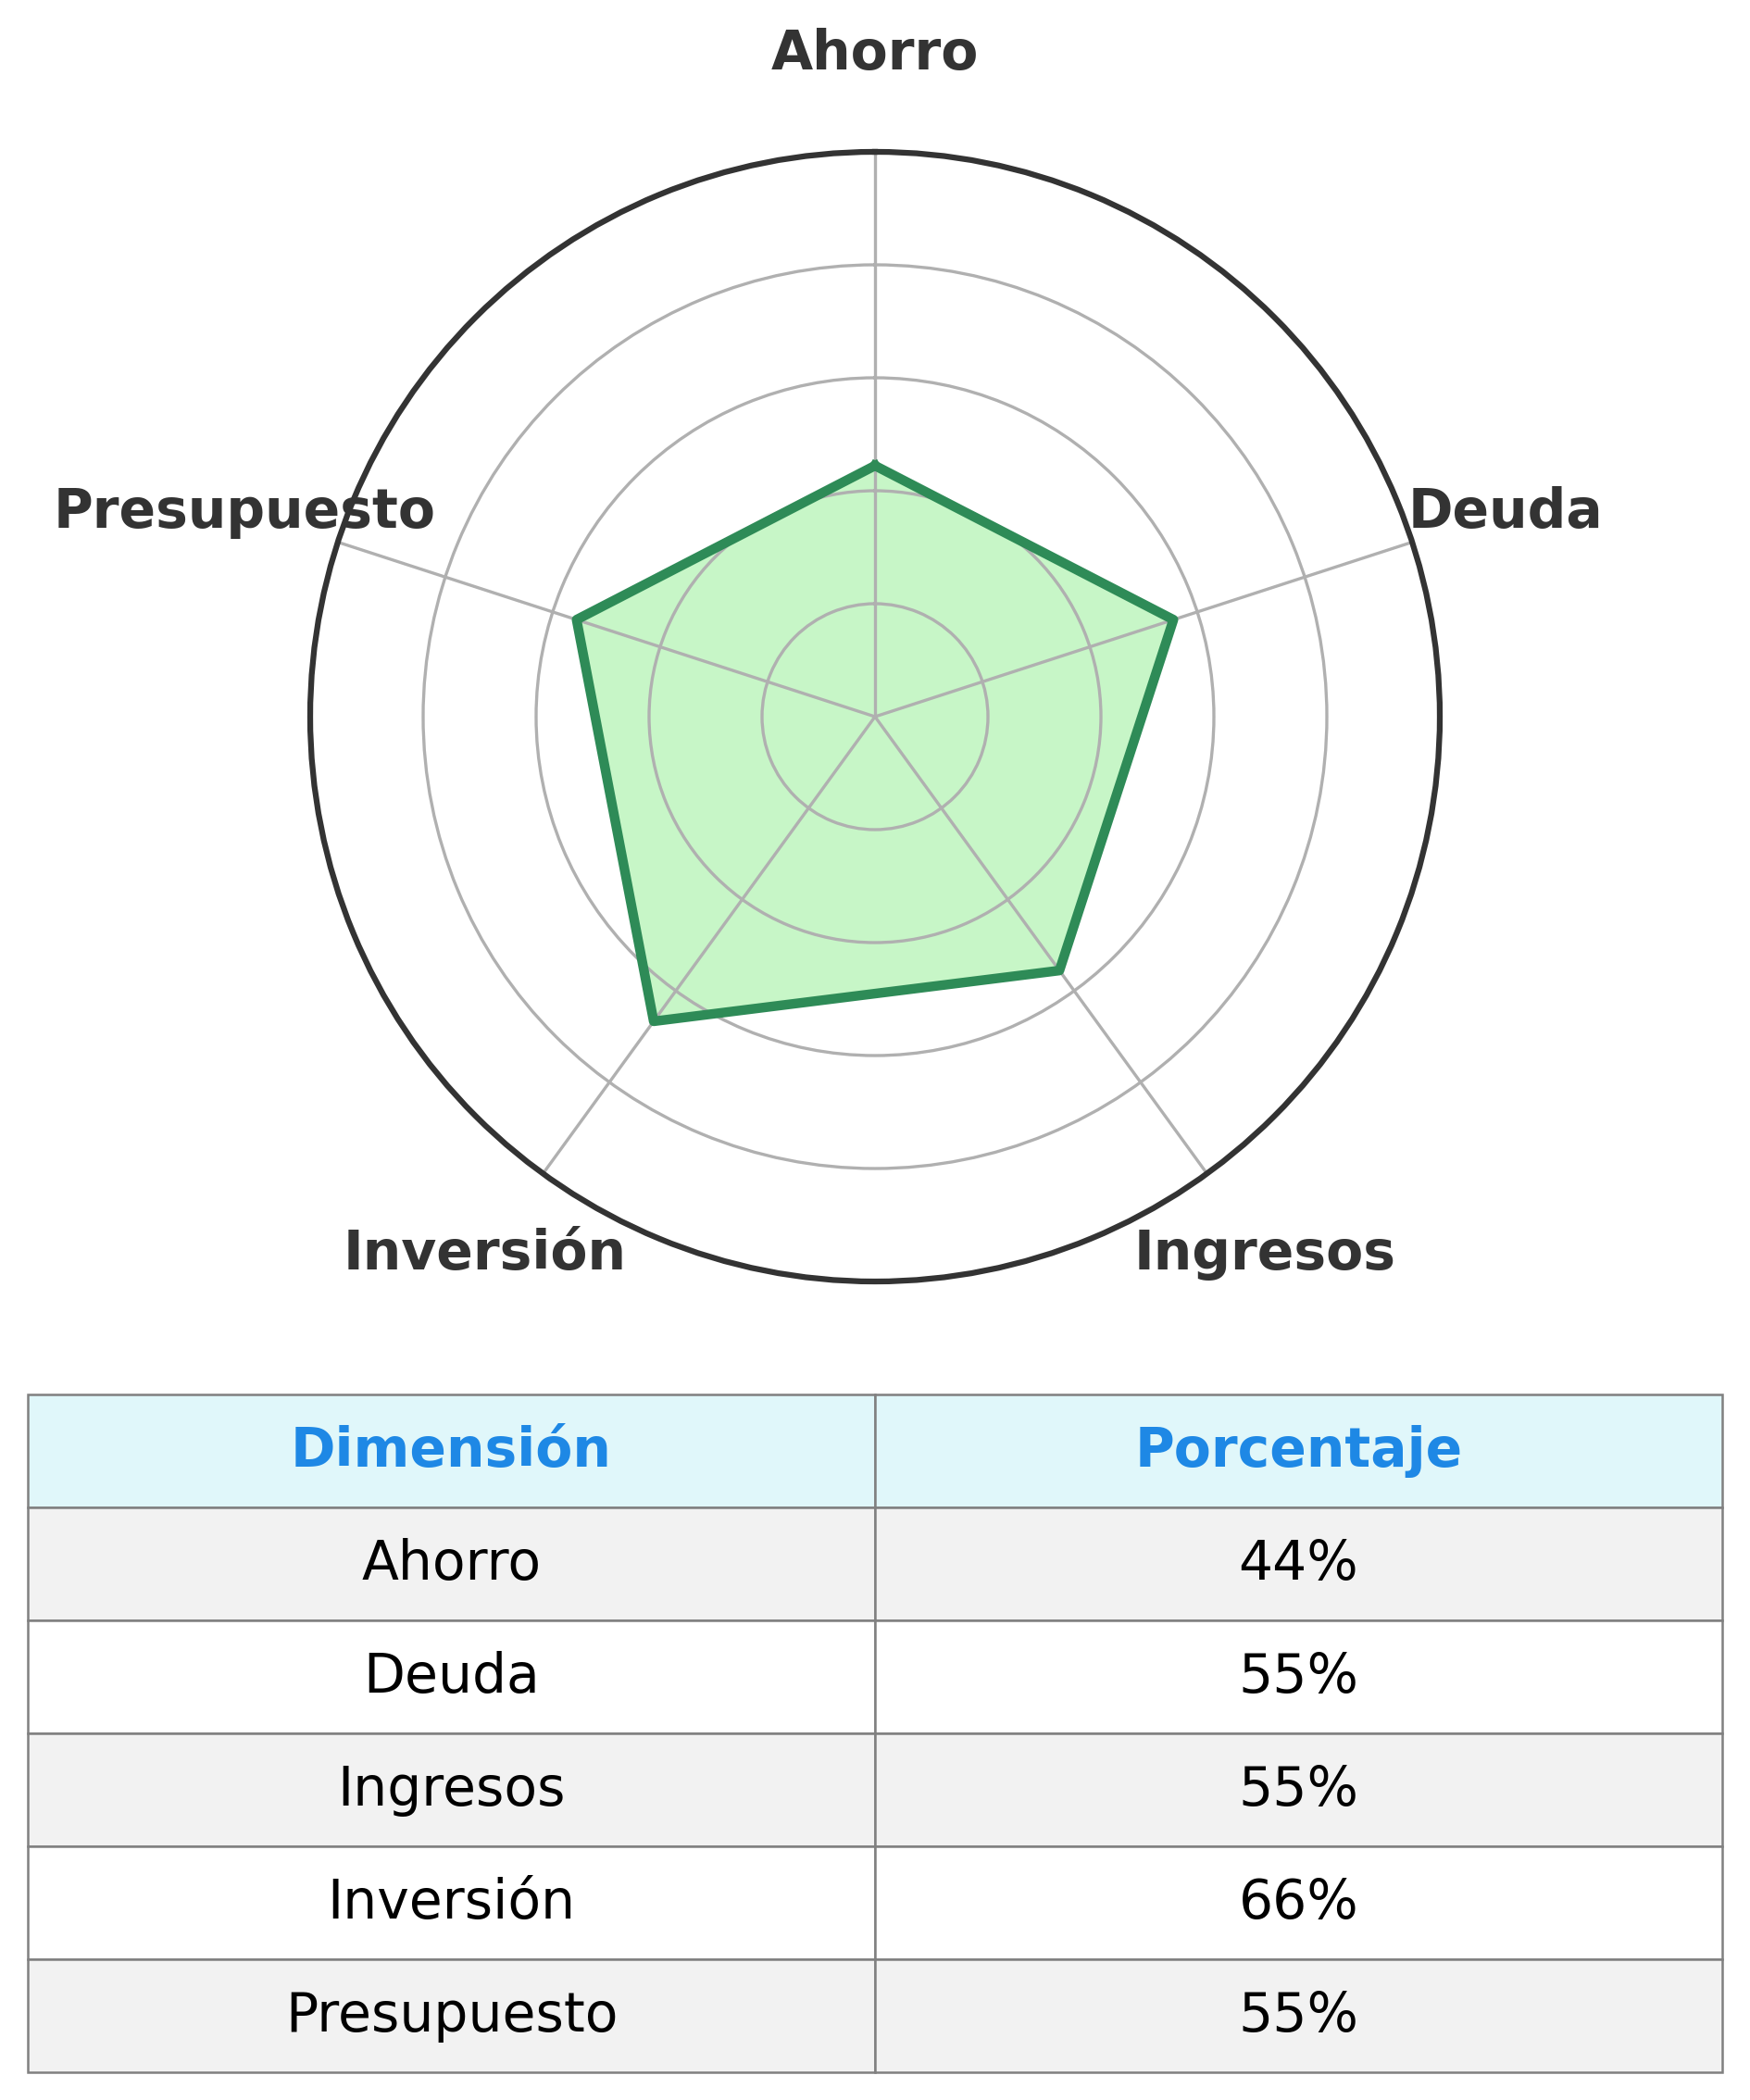 Ahorro
Presupuesto
Deuda
Inversión
Ingresos
Dimensión Porcentaje
Ahorro 44%
Deuda 55%
Ingresos 55%
Inversión 66%
Presupuesto 55%